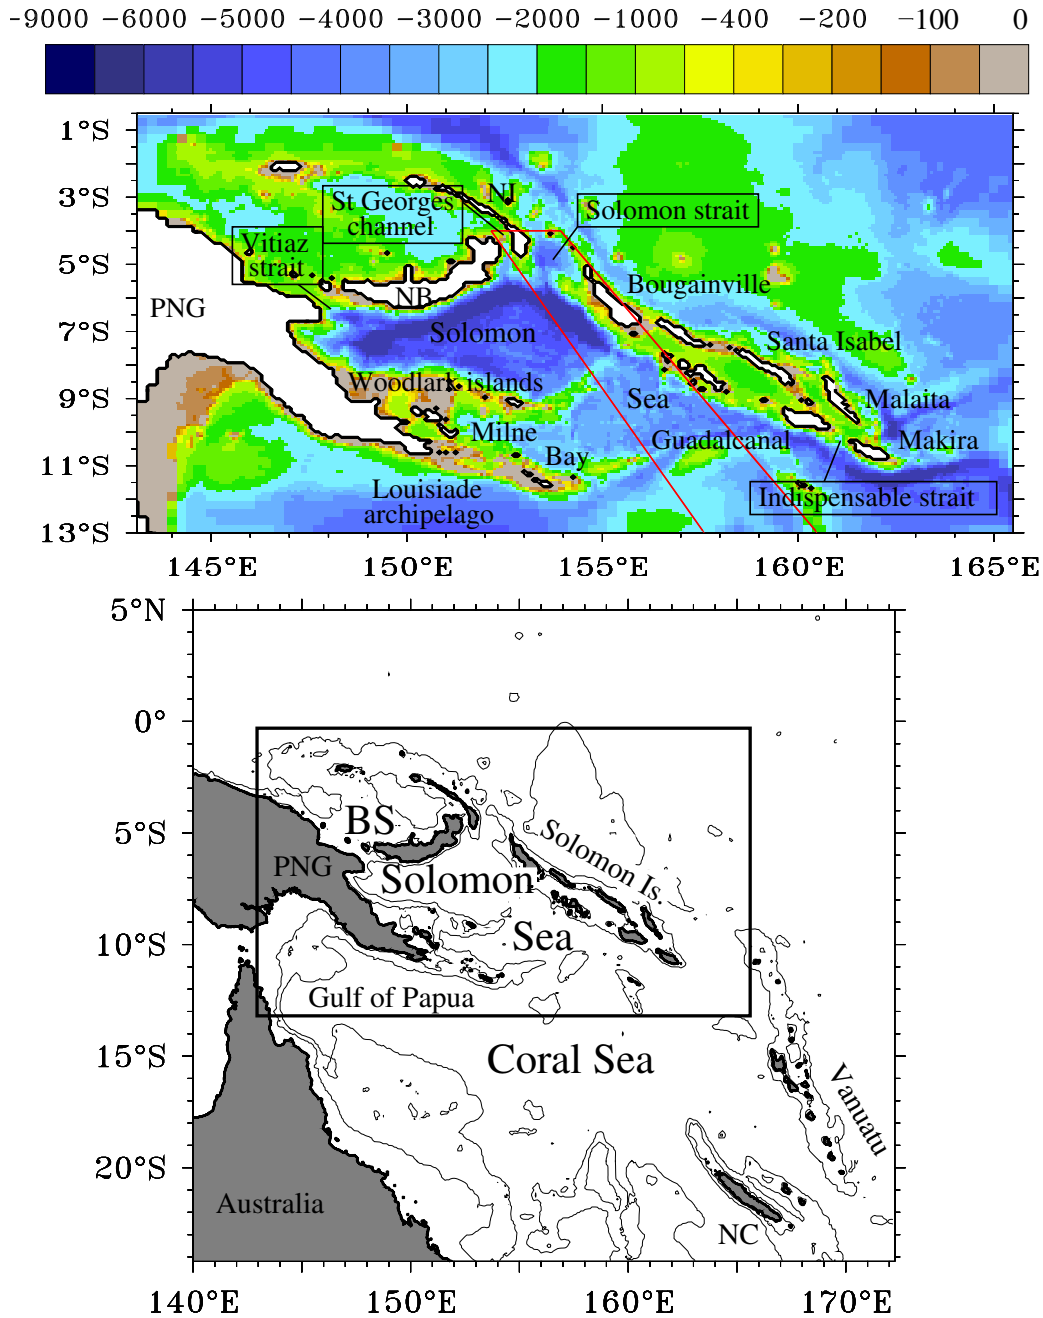 −9000 −6000 −5000 −4000 −3000 −2000 −1000 −400 −200 −100 0
1°S
3°S
5°S
7°S
9°S
11°S
13°S
NI
St Georges
channel
Solomon strait
Vitiaz
strait
Bougainville
PNG
NB
Solomon
Santa Isabel
Woodlark islands
Sea
Malaita
Milne
Guadalcanal
Makira
Bay
Louisiade
archipelago
Indispensable strait
145°E 150°E 155°E 160°E 165°E
5°N
0°
5°S
10°S
15°S
20°S
BS
Solomon Is.
PNG
Solomon
Sea
Gulf of Papua
Coral Sea
Vanuatu
Australia
NC
140°E 150°E 160°E 170°E